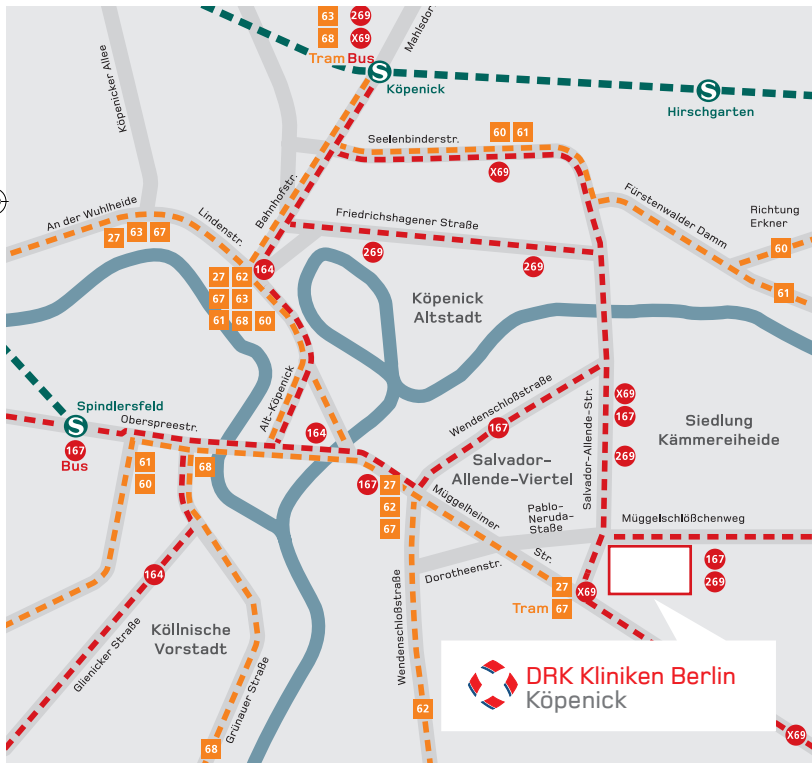 63
269
68
X69
Tram Bus
Mahlsdorf
S
Köpenick
S
Hirschgarten
Köpenicker Allee
Seelenbinderstr.
60
61
X69
An der Wuhlheide
27
63
67
Lindenstr.
Bahnhofstr.
Friedrichshagener Straße
269
269
Fürstenwalder Damm
Richtung
Erkner
60
61
164
27
62
67
63
61
68
60
Köpenick
Altstadt
Spindlersfeld
S
167
Bus
Oberspreestr.
Alt-Köpenick
164
61
60
68
Wendenschloßstraße
167
Salvador-Allende-Str.
X69
167
269
Siedlung
Kämmereiheide
Salvador-
Allende-Viertel
167
27
62
67
Müggelheimer
Str.
Pablo-
Neruda-
Staße
Müggelschlößchenweg
167
269
Dorotheenstr.
27
X69
Tram
67
164
Glienicker Straße
Köllnische
Vorstadt
Grünauer Straße
68
Wendenschloßstraße
62
DRK Kliniken Berlin
Köpenick
X69